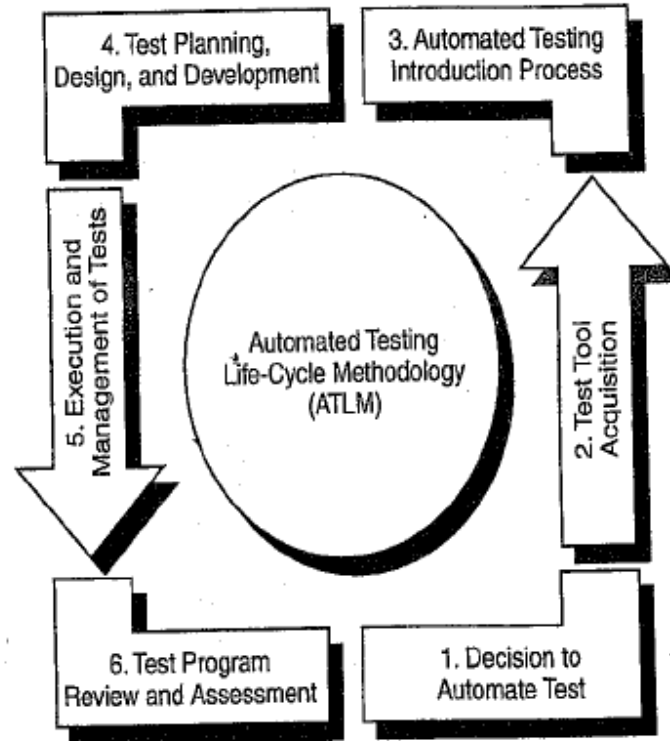 4. Test Planning,
Design, and Development
3. Automated Testing
Introduction Process
5. Execution and
Management of Tests
Automated Testing
Life-Cycle Methodology
(ATLM)
2. Test Tool
Acquisition
6. Test Program
Review and Assessment
1. Decision to
Automate Test